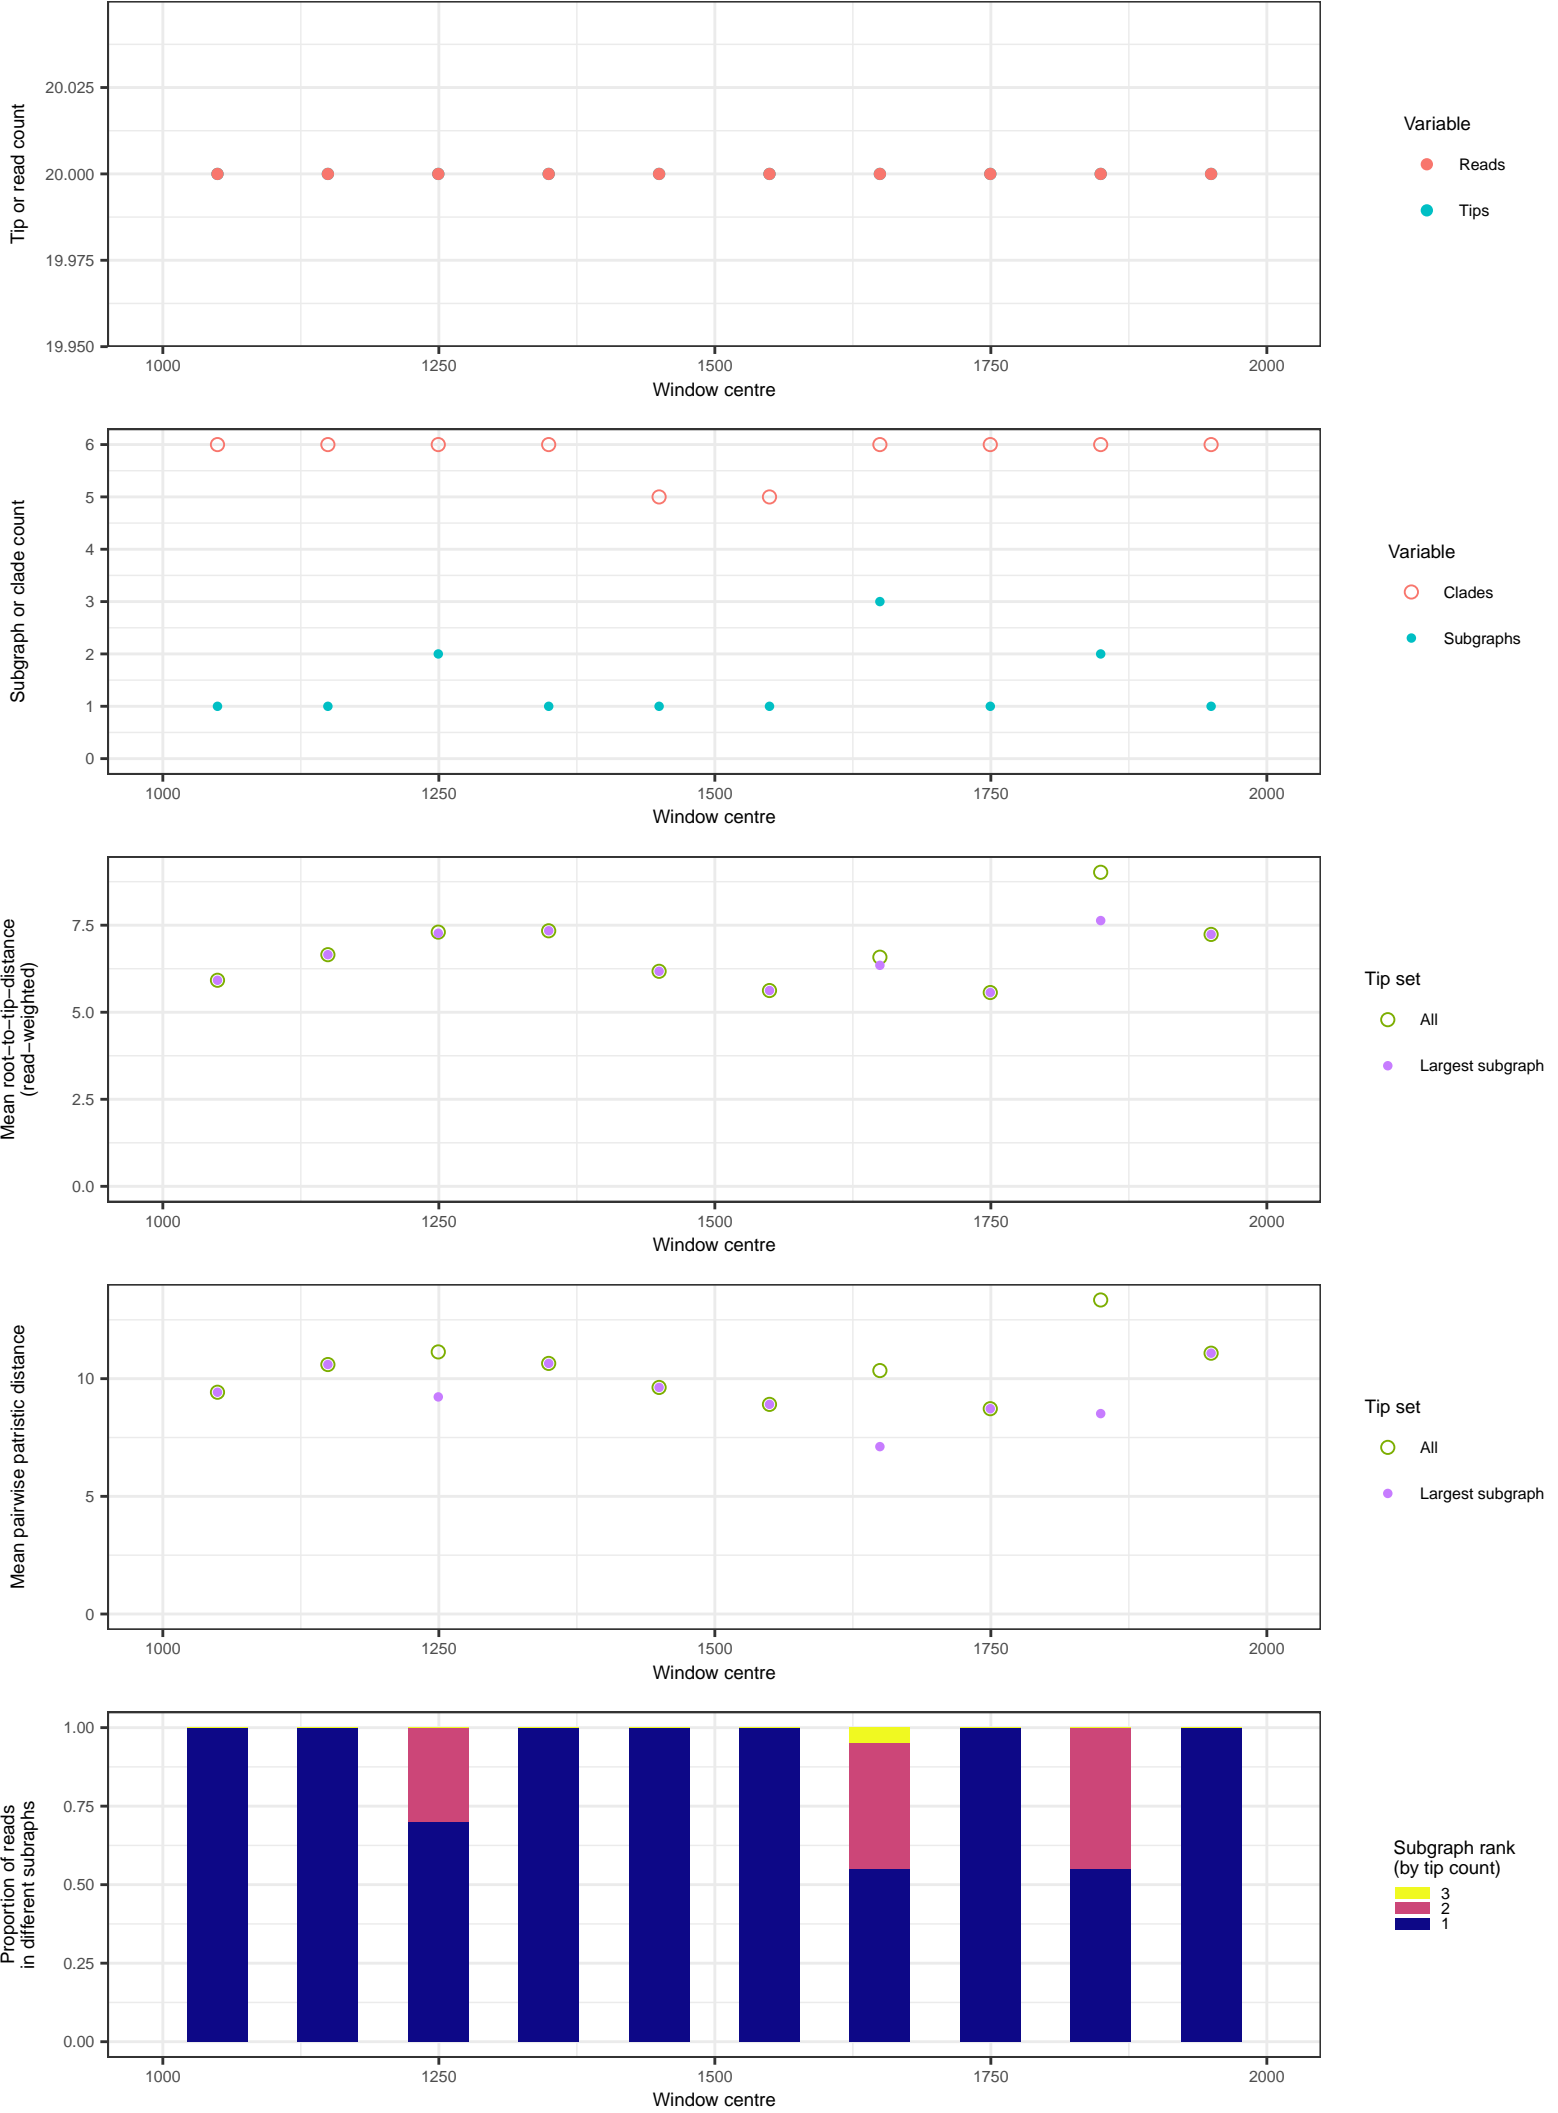 20.025
20.000
19.975
19.950
Tip or read count
1000 1250 1500 1750 2000
Window centre
Variable
Reads
Tips
6
5
4
3
2
1
0
Subgraph or clade count
1000 1250 1500 1750 2000
Window centre
Variable
Clades
Subgraphs
7.5
5.0
2.5
0.0
Mean root−to−tip−distance
(read−weighted)
1000 1250 1500 1750 2000
Window centre
Tip set
All
Largest subgraph
10
5
0
Mean pairwise patristic distance
1000 1250 1500 1750 2000
Window centre
Tip set
All
Largest subgraph
1.00
0.75
0.50
0.25
0.00
Proportion of reads
in different subraphs
1000 1250 1500 1750 2000
Window centre
Subgraph rank
(by tip count)
3
2
1